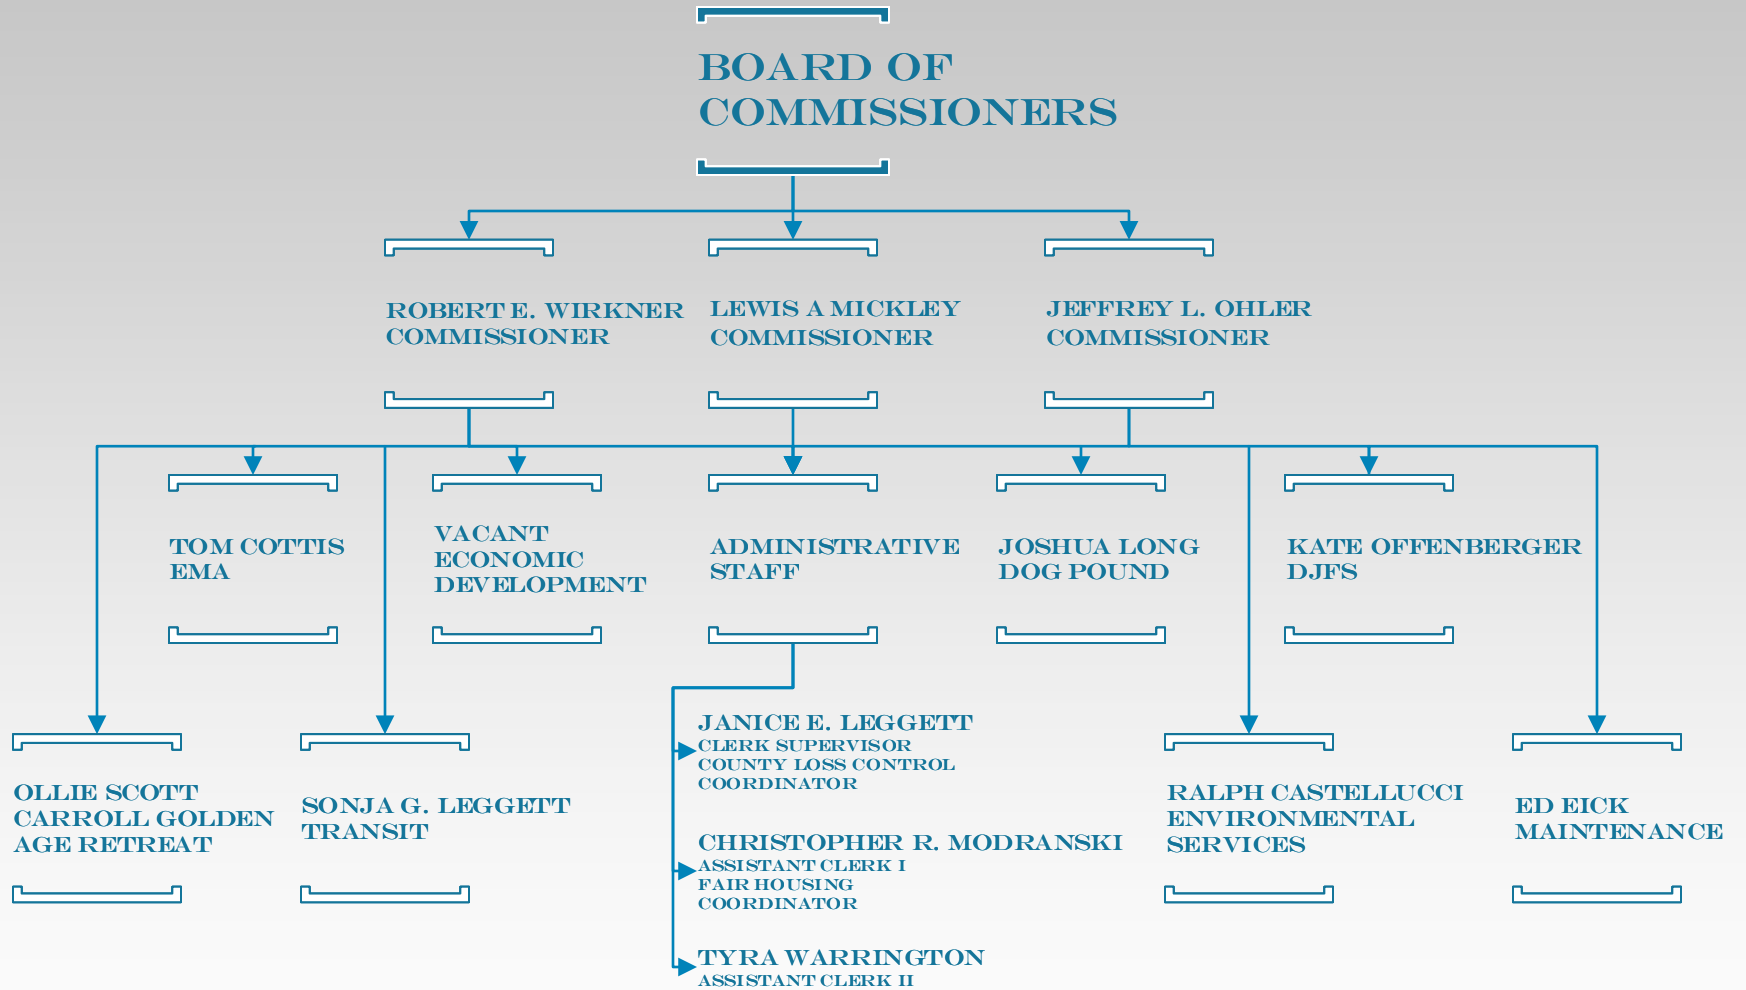 BOARD OF
COMMISSIONERS
ROBERT E. WIRKNER
COMMISSIONER
LEWIS A MICKLEY
COMMISSIONER
JEFFREY L. OHLER
COMMISSIONER
TOM COTTIS
EMA
VACANT
ECONOMIC
DEVELOPMENT
ADMINISTRATIVE
STAFF
JOSHUA LONG
DOG POUND
KATE OFFENBERGER
DJFS
OLLIE SCOTT
CARROLL GOLDEN
AGE RETREAT
SONJA G. LEGGETT
TRANSIT
JANICE E. LEGGETT
CLERK SUPERVISOR
COUNTY LOSS CONTROL
COORDINATOR
CHRISTOPHER R. MODRANSKI
ASSISTANT CLERK I
FAIR HOUSING
COORDINATOR
TYRA WARRINGTON
ASSISTANT CLERK II
RALPH CASTELLUCCI
ENVIRONMENTAL
SERVICES
ED EICK
MAINTENANCE